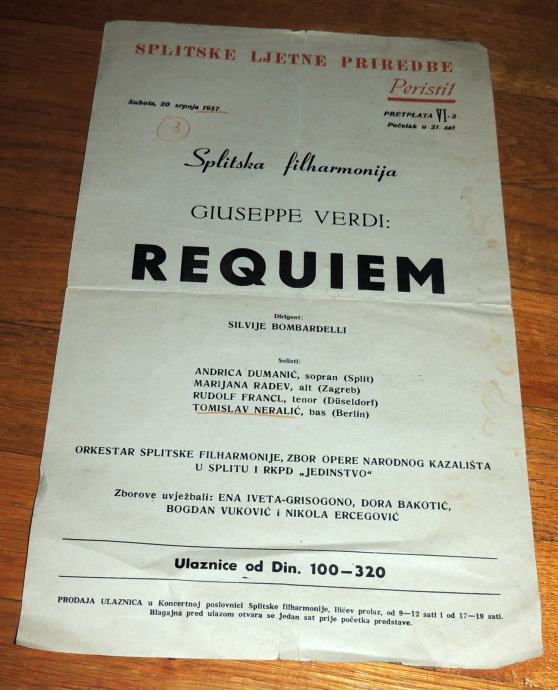 SPLITSKE LJETNE PRIREDBE
Peristil
Subota, 20 srpnja 1957.
PRETPLATA VI-2
Početak u 21. sat
3
Splitska filharmonija
GIUSEPPE VERDI:
REQUIEM
Dirigent:
SILVIJE BOMBARDELLI
Solisti:
ANDRICA DUMANIĆ, sopran (Split)
MARIJANA RADEV, alt (Zagreb)
RUDOLF FRANCL, tenor (Düseldorf)
TOMISLAV NERALIĆ, bas (Berlin)
ORKESTAR SPLITSKE FILHARMONIJE, ZBOR OPERE NARODNOG KAZALIŠTA
U SPLITU I RKPD „JEDINSTVO“
Zborove uvježbali: ENA IVETA-GRISOGONO, DORA BAKOTIĆ,
BOGDAN VUKOVIĆ i NIKOLA ERCEGOVIĆ
Ulaznice od Din. 100—320
PRODAJA ULAZNICA u Koncertnoj poslovnici Splitske filharmonije, Ilićev prolaz, od 9—12 sati i od 17—19 sati.
Blagajna pred ulazom otvara se jedan sat prije početka predstave.